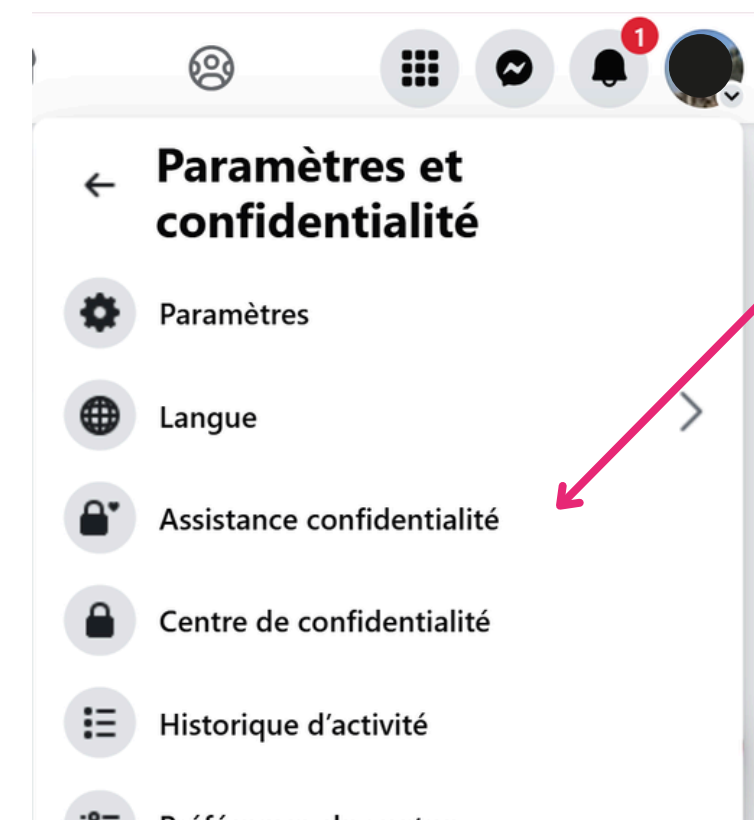 1
Paramètres et
confidentialité
Paramètres
Langue
Assistance confidentialité
Centre de confidentialité
Historique d’activité